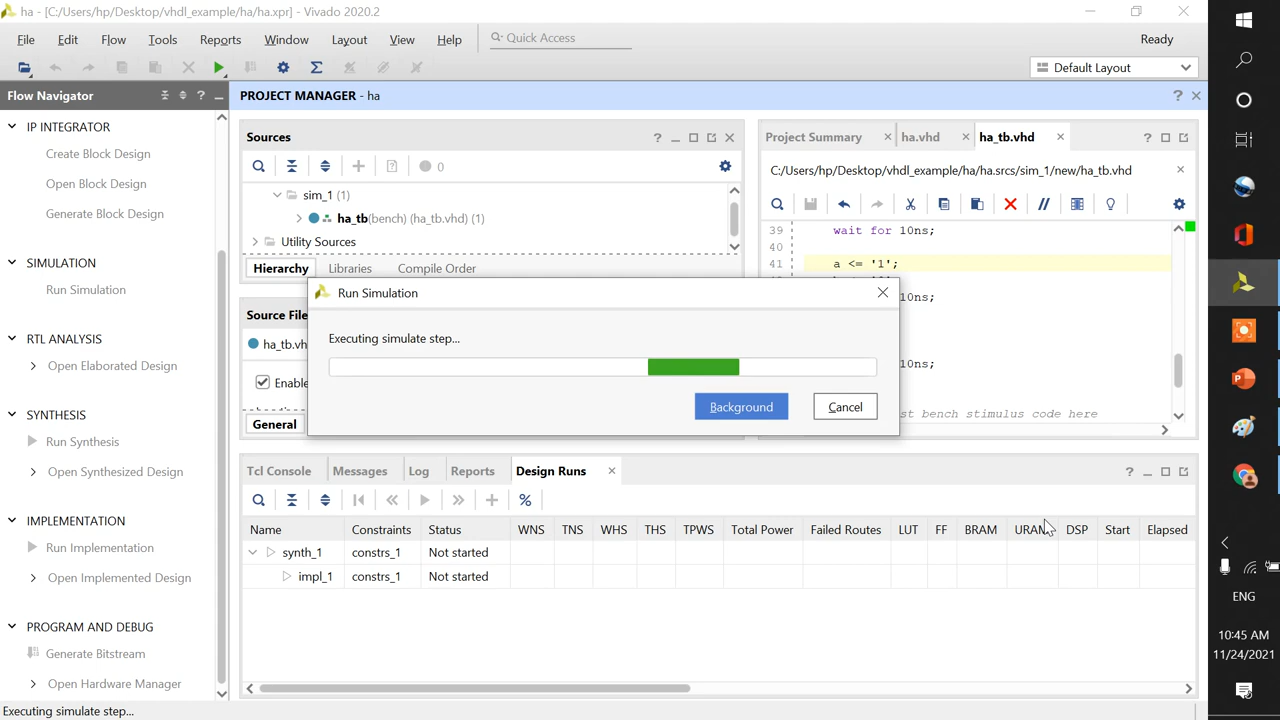 ha - [C:/Users/hp/Desktop/vhdl_example/ha/ha.xpr] - Vivado 2020.2
File Edit Flow Tools Reports Window Layout View Help Quick Access
Ready
Default Layout
Flow Navigator
PROJECT MANAGER - ha
IP INTEGRATOR
Create Block Design
Open Block Design
Generate Block Design
SIMULATION
Run Simulation
RTL ANALYSIS
Open Elaborated Design
SYNTHESIS
Run Synthesis
Open Synthesized Design
IMPLEMENTATION
Run Implementation
Open Implemented Design
PROGRAM AND DEBUG
Generate Bitstream
Open Hardware Manager
Sources
0
sim_1 (1)
ha_tb(bench) (ha_tb.vhd) (1)
Utility Sources
Hierarchy Libraries Compile Order
Source File
ha_tb.vh
Enable
General
Project Summary ha.vhd ha_tb.vhd
C:/Users/hp/Desktop/vhdl_example/ha/ha.srcs/sim_1/new/ha_tb.vhd
39 wait for 10ns;
40
41 a <= '1';
10ns;
10ns;
st bench stimulus code here
Run Simulation
Executing simulate step...
Background Cancel
Tcl Console Messages Log Reports Design Runs
Name Constraints Status WNS TNS WHS THS TPWS Total Power Failed Routes LUT FF BRAM URAM DSP Start Elapsed
synth_1 constrs_1 Not started
impl_1 constrs_1 Not started
Executing simulate step...
ENG
10:45 AM
11/24/2021